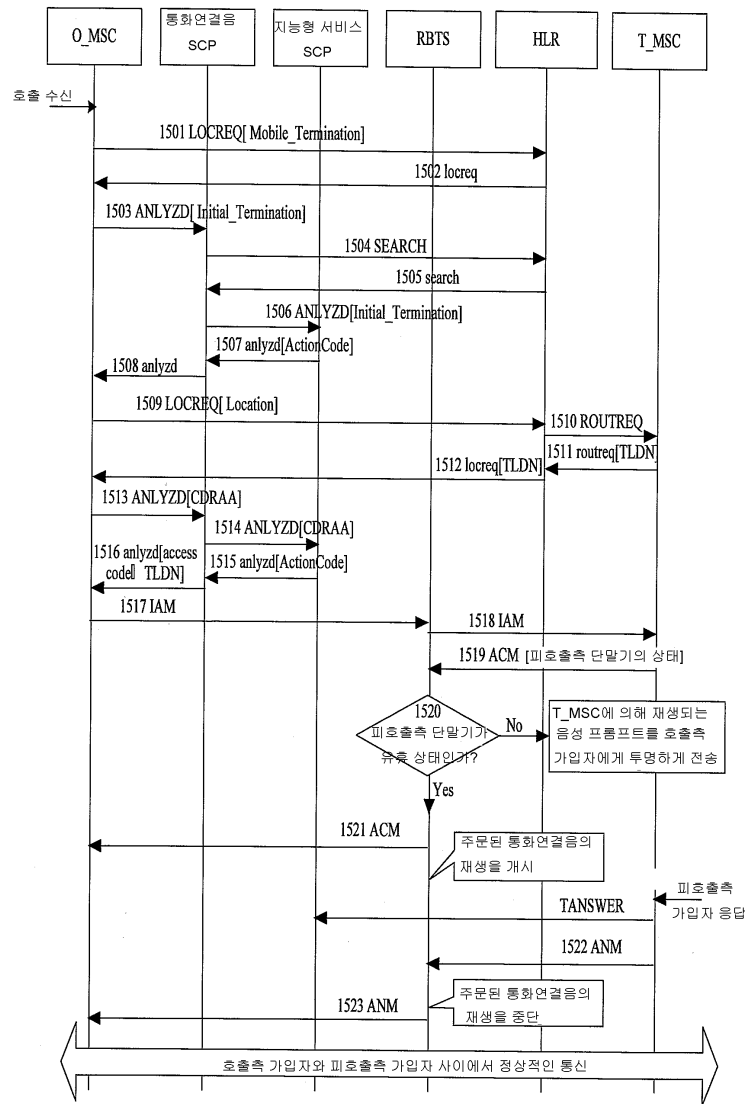 O_MSC
통화연결음
SCP
지능형 서비스
SCP
RBTS
HLR
T_MSC
호출 수신
1501 LOCREQ[ Mobile_Termination]
1502 locreq
1503 ANLYZD[ Initial_Termination]
1504 SEARCH
1505 search
1506 ANLYZD[Initial_Termination]
1507 anlyzd[ActionCode]
1508 anlyzd
1509 LOCREQ[ Location]
1510 ROUTREQ
1511 routreq[TLDN]
1512 locreq[TLDN]
1513 ANLYZD[CDRAA]
1514 ANLYZD[CDRAA]
1515 anlyzd[ActionCode]
1516 anlyzd[access
code TLDN]
1517 IAM
1518 IAM
1519 ACM [피호출측 단말기의 상태]
1520
피호출측 단말기가
유휴 상태인가?
No
T_MSC에 의해 재생되는
음성 프롬프트를 호출측
가입자에게 투명하게 전송
Yes
1521 ACM
주문된 통화연결음의
재생을 개시
피호출측
가입자 응답
TANSWER
1522 ANM
주문된 통화연결음의
재생을 중단
1523 ANM
호출측 가입자와 피호출측 가입자 사이에서 정상적인 통신